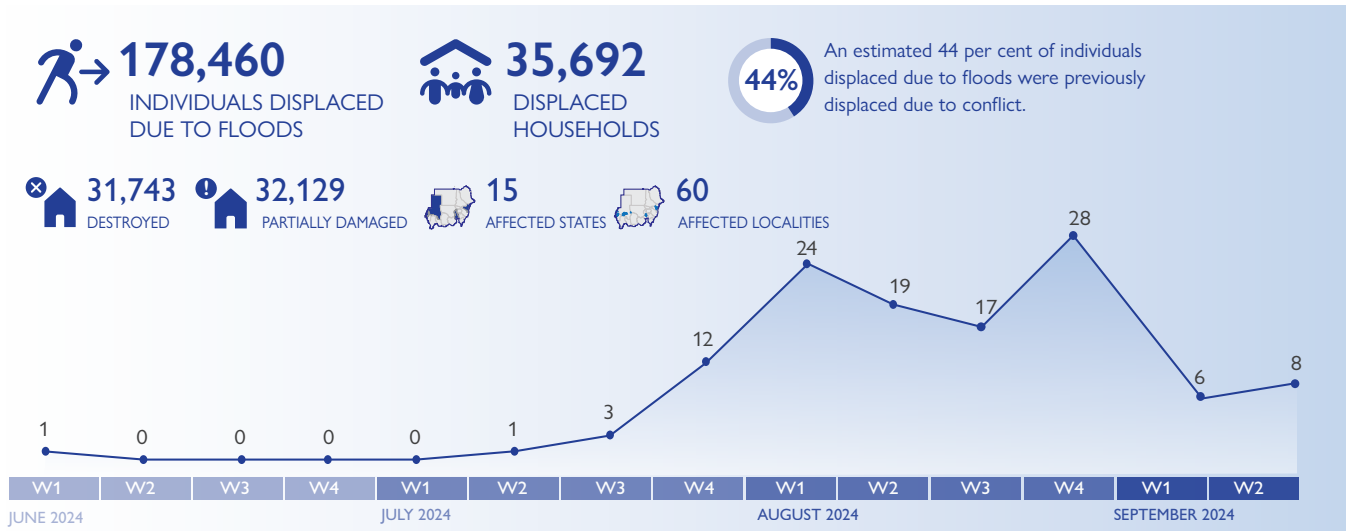 178,460
INDIVIDUALS DISPLACED
DUE TO FLOODS
35,692
DISPLACED
HOUSEHOLDS
44%
An estimated 44 per cent of individuals
displaced due to floods were previously
displaced due to conflict.
31,743
DESTROYED
32,129
PARTIALLY DAMAGED
15
AFFECTED STATES
60
AFFECTED LOCALITIES
1
0
0
0
0
1
3
12
24
19
17
28
6
8
W1
W2
W3
W4
W1
W2
W3
W4
W1
W2
W3
W4
W1
W2
JUNE 2024
JULY 2024
AUGUST 2024
SEPTEMBER 2024